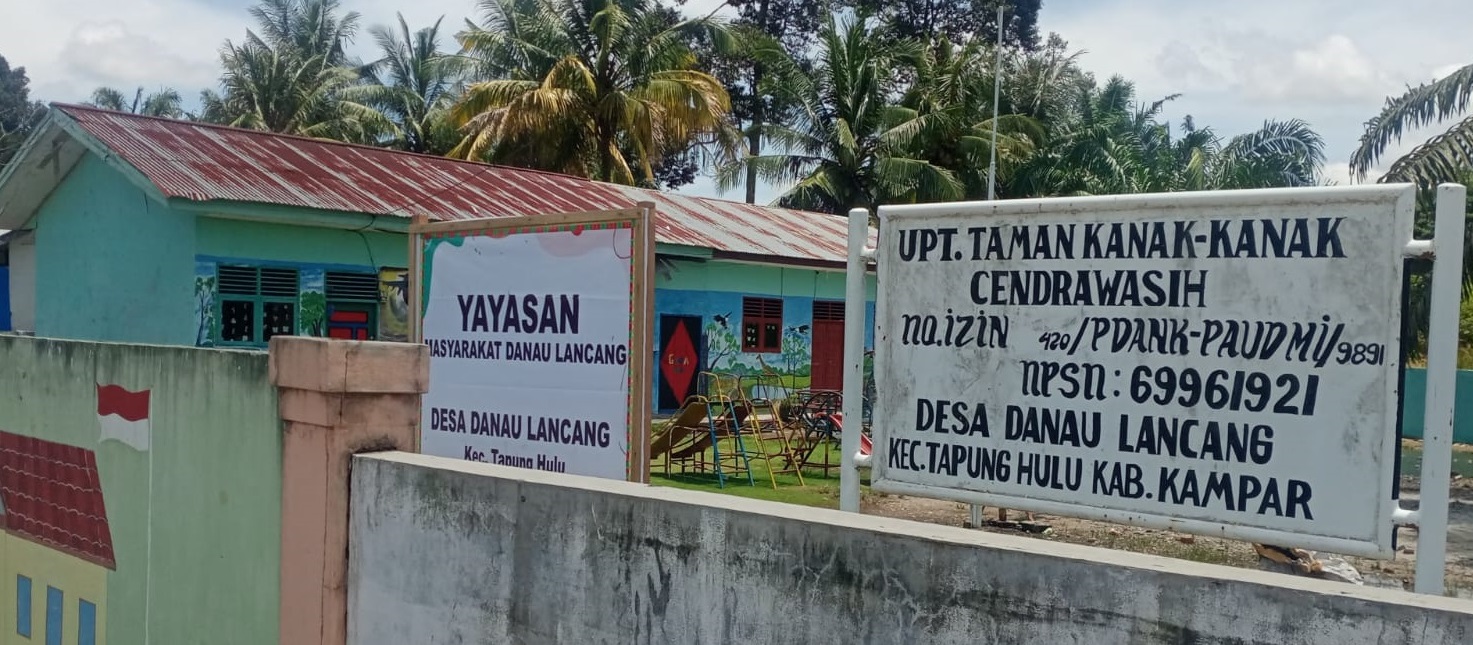 YAYASAN
MASYARAKAT DANAU LANCANG
DESA DANAU LANCANG
Kec. Tapung Hulu
UPT. TAMAN KANAK-KANAK
CENDRAWASIH
NO.IZIN 420/PDANK-PAUDMI/9891
NPSN: 69961921
DESA DANAU LANCANG
KEC.TAPUNG HULU KAB. KAMPAR